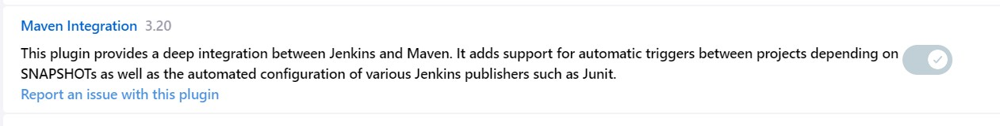 Maven Integration 3.20
This plugin provides a deep integration between Jenkins and Maven. It adds support for automatic triggers between projects depending on
SNAPSHOTs as well as the automated configuration of various Jenkins publishers such as Junit.
Report an issue with this plugin